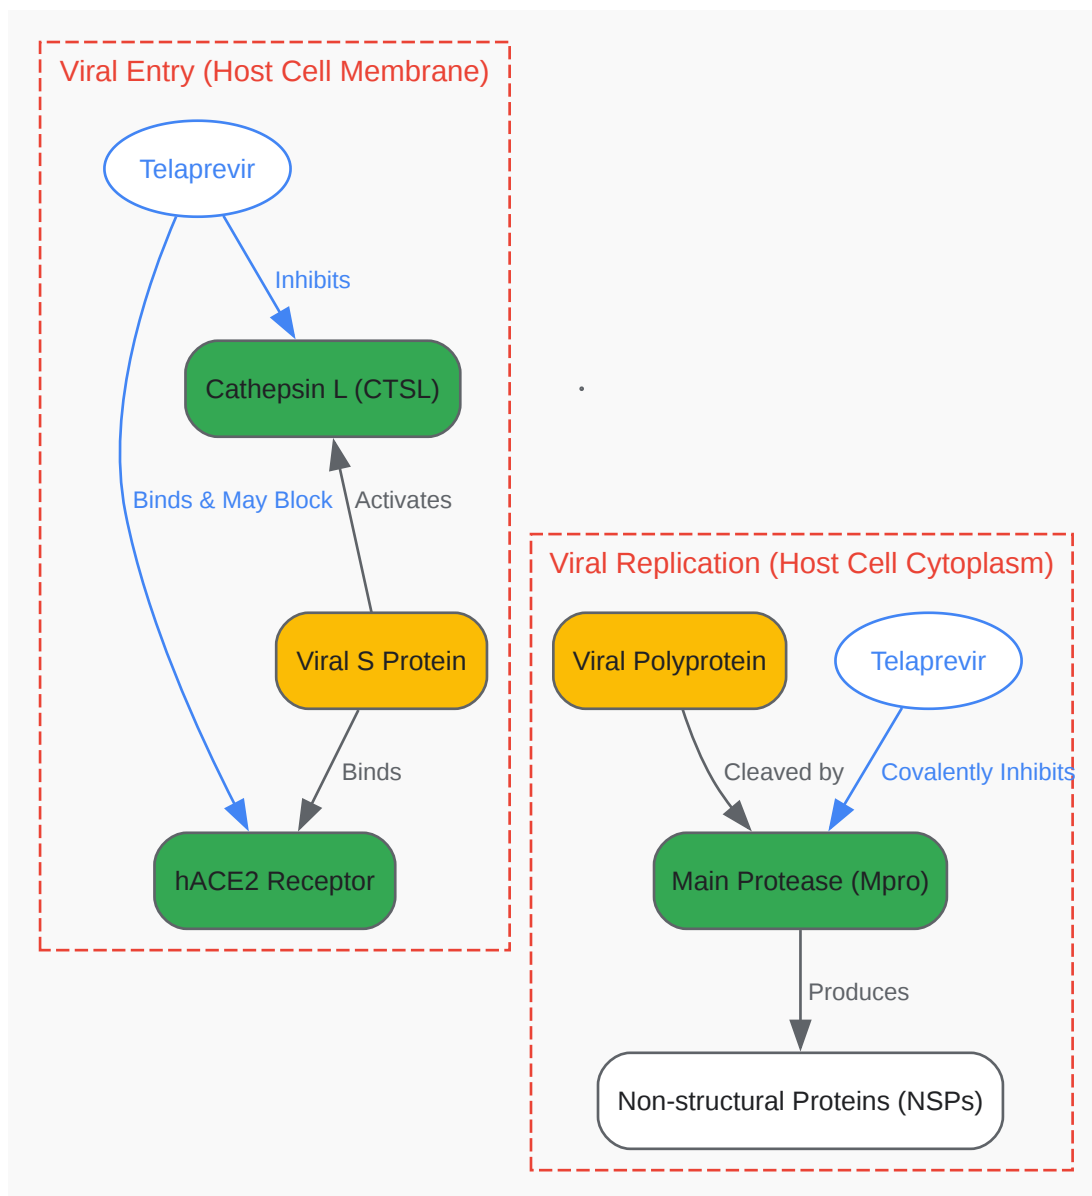 Viral Entry (Host Cell Membrane)
Telaprevir
Inhibits
Cathepsin L (CTSL)
Binds & May Block
Activates
Viral S Protein
Binds
hACE2 Receptor
Viral Replication (Host Cell Cytoplasm)
Viral Polyprotein
Telaprevir
Cleaved by
Covalently Inhibits
Main Protease (Mpro)
Produces
Non-structural Proteins (NSPs)